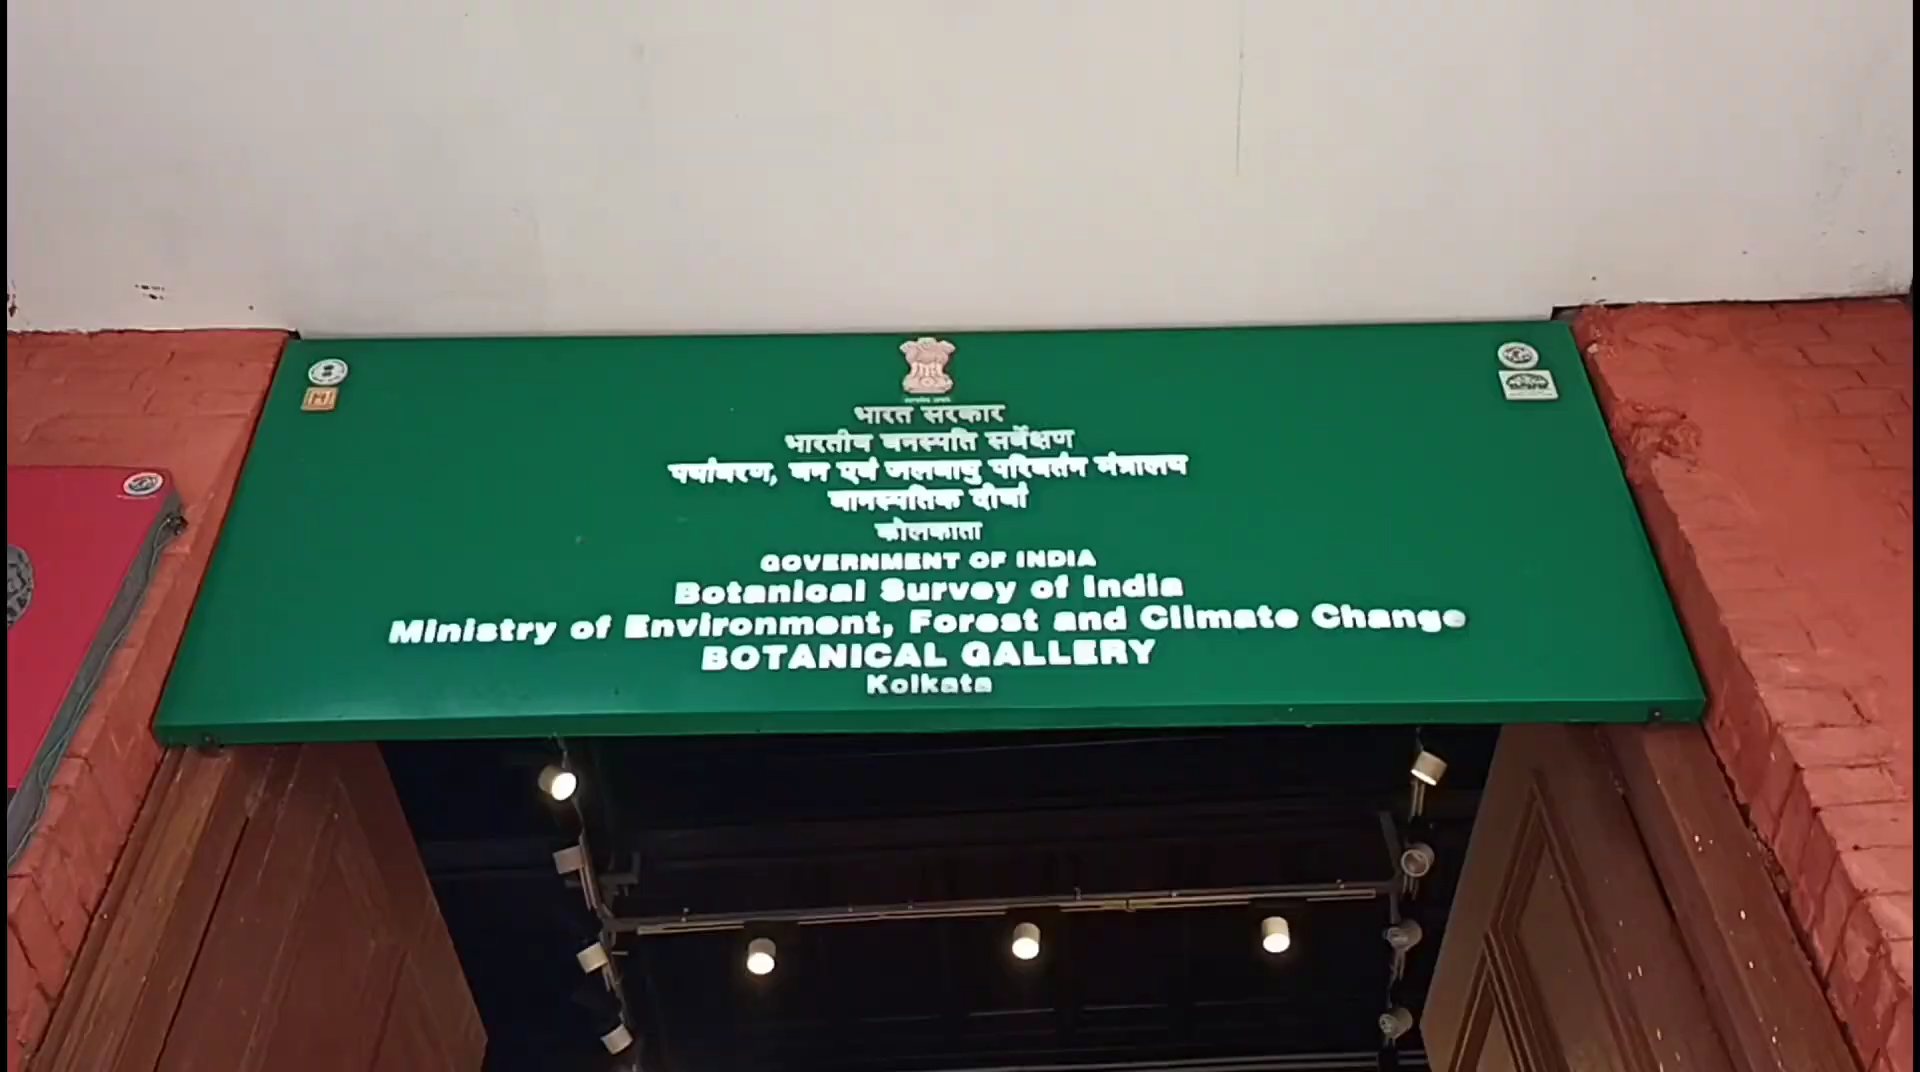 भारत सरकार
भारतीय वनस्पति सर्वेक्षण
पर्यावरण, वन एवं जलवायु परिवर्तन मंत्रालय
वानस्पतिक दीर्घा
कोलकाता
GOVERNMENT OF INDIA
Botanical Survey of India
Ministry of Environment, Forest and Climate Change
BOTANICAL GALLERY
Kolkata